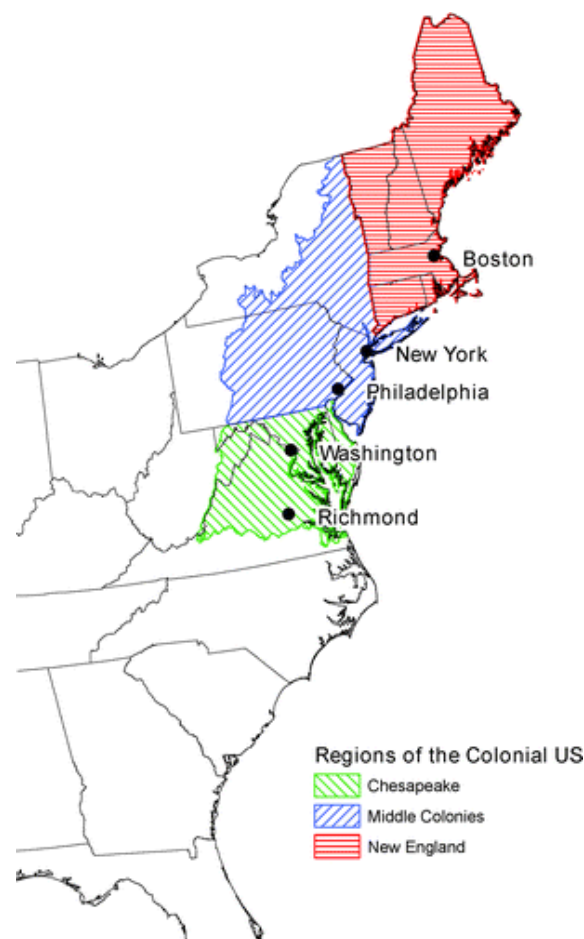 Boston
New York
Philadelphia
Washington
Richmond
Regions of the Colonial US
Chesapeake
Middle Colonies
New England